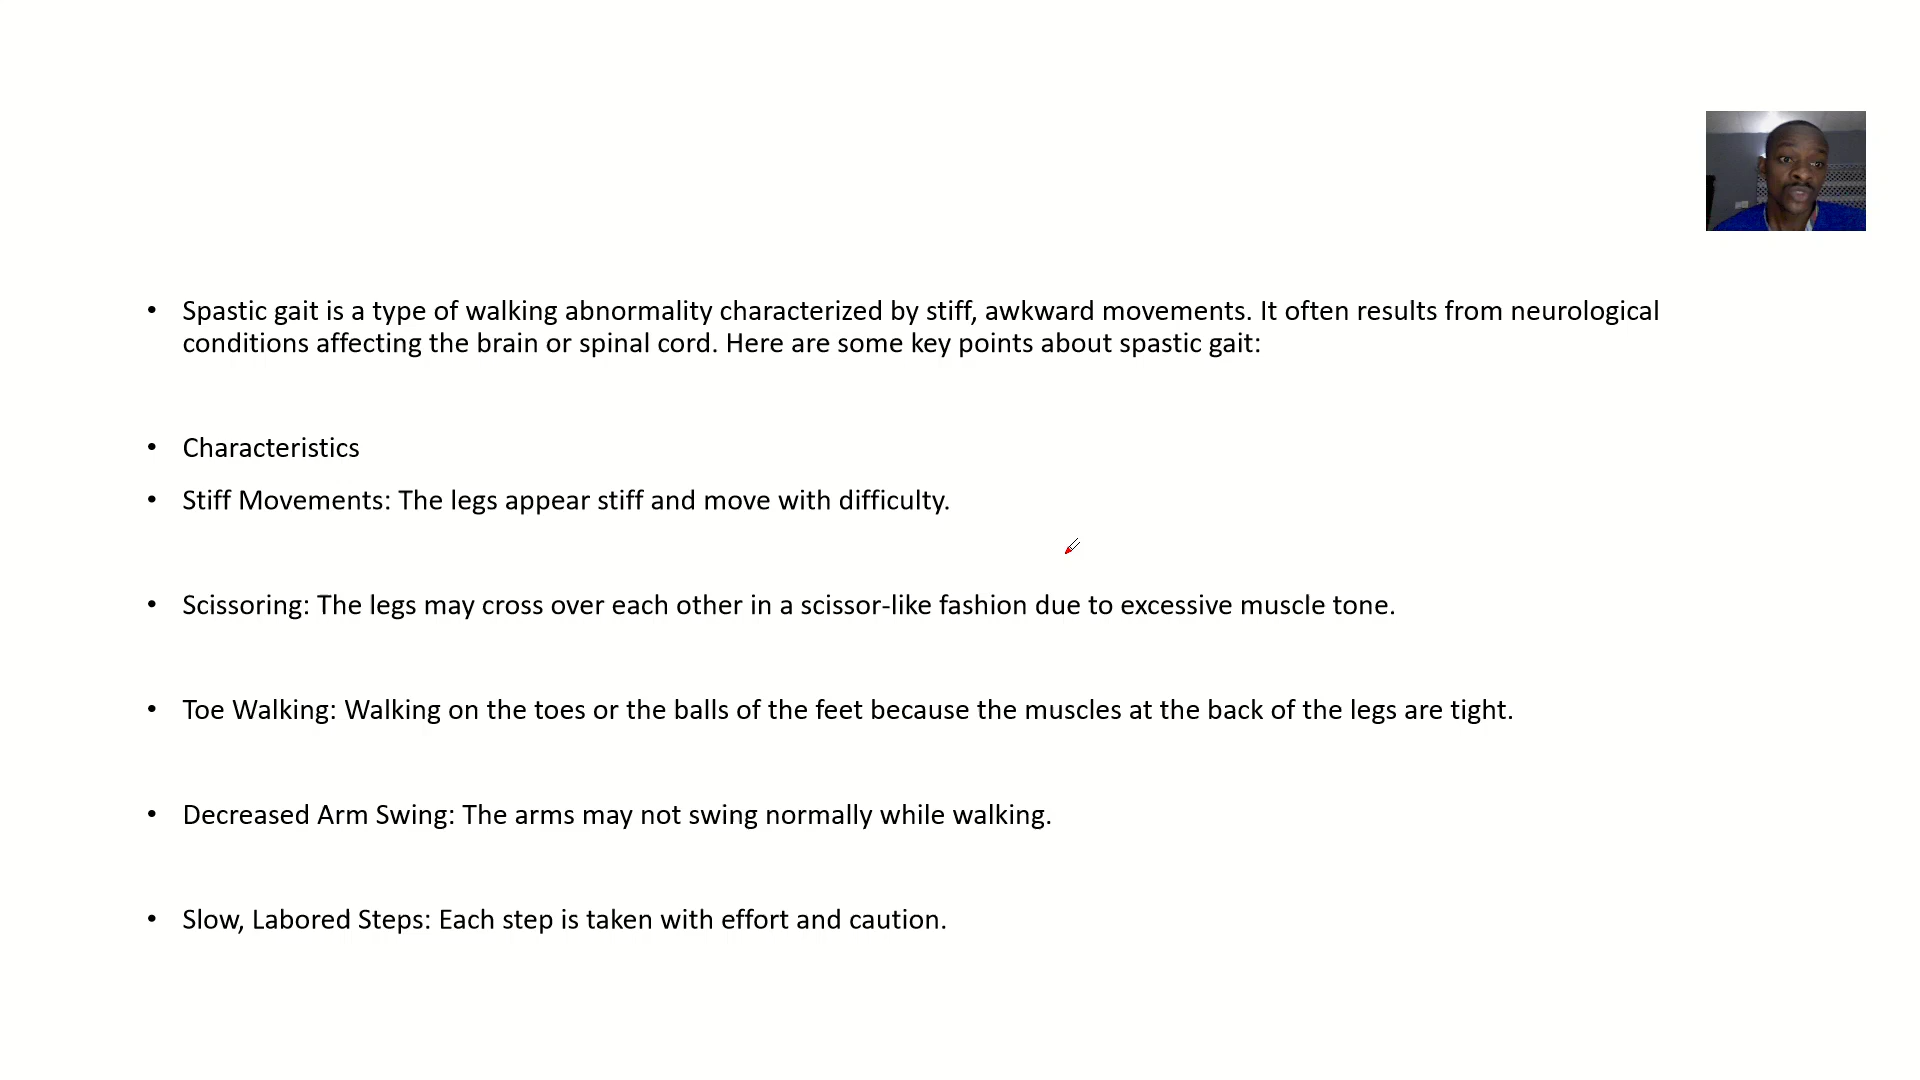 • Spastic gait is a type of walking abnormality characterized by stiff, awkward movements. It often results from neurological
conditions affecting the brain or spinal cord. Here are some key points about spastic gait:
• Characteristics
• Stiff Movements: The legs appear stiff and move with difficulty.
• Scissoring: The legs may cross over each other in a scissor-like fashion due to excessive muscle tone.
• Toe Walking: Walking on the toes or the balls of the feet because the muscles at the back of the legs are tight.
• Decreased Arm Swing: The arms may not swing normally while walking.
• Slow, Labored Steps: Each step is taken with effort and caution.